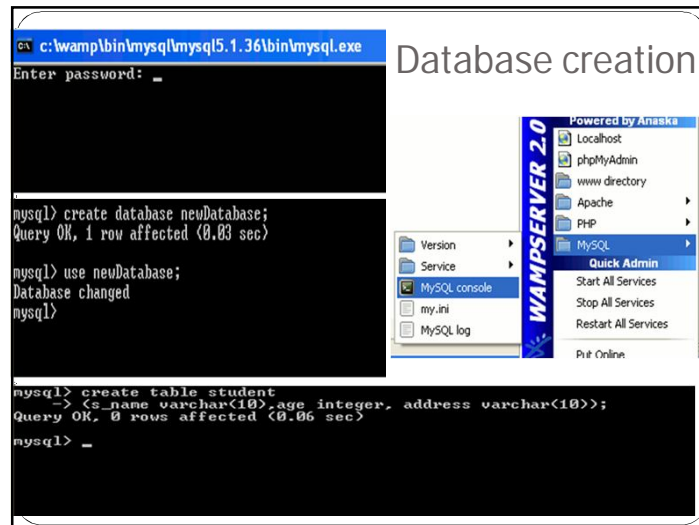 c:\wamp\bin\mysql\mysql5.1.36\bin\mysql.exe
Enter password: _
Database creation
mysql> create database newDatabase;
Query OK, 1 row affected (0.03 sec)
mysql> use newDatabase;
Database changed
mysql>
Version
Service
MySQL console
my.ini
MySQL log
WAMPSERVER 2.0
Powered by Anaska
Localhost
phpMyAdmin
www directory
Apache
PHP
MySQL
Quick Admin
Start All Services
Stop All Services
Restart All Services
Put Online
mysql> create table student
-> (s_name varchar(10),age integer, address varchar(10));
Query OK, 0 rows affected (0.06 sec)
mysql> _